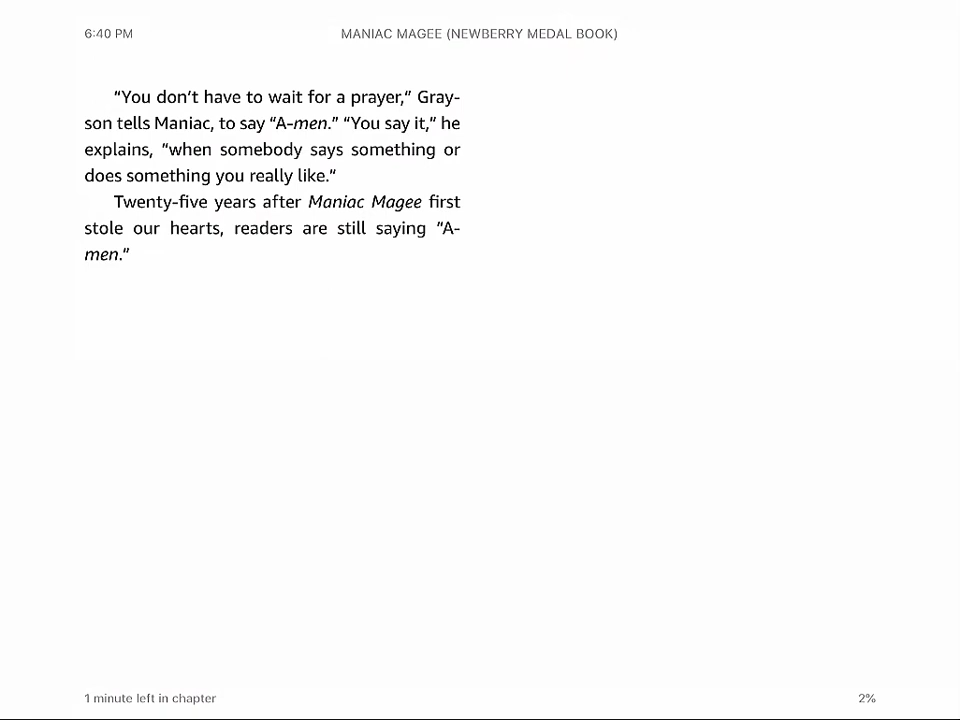 6:40 PM
MANIAC MAGEE (NEWBERRY MEDAL BOOK)
“You don’t have to wait for a prayer,” Gray-
son tells Maniac, to say “A-men.” “You say it,” he
explains, “when somebody says something or
does something you really like.”
Twenty-five years after Maniac Magee first
stole our hearts, readers are still saying “A-
men.”
1 minute left in chapter
2%